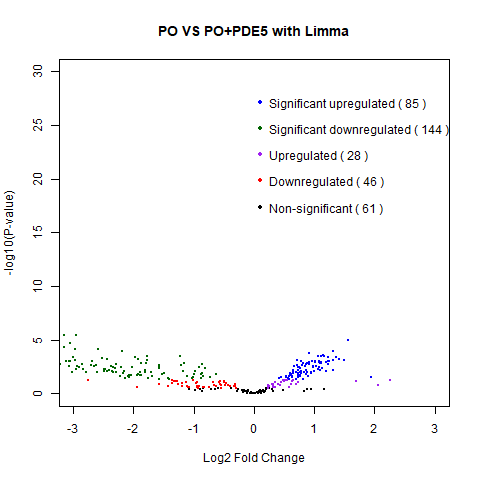 PO VS PO+PDE5 with Limma
30
25
20
15
10
5
0
-log10(P-value)
Significant upregulated ( 85 )
Significant downregulated ( 144 )
Upregulated ( 28 )
Downregulated ( 46 )
Non-significant ( 61 )
-3 -2 -1 0 1 2 3
Log2 Fold Change